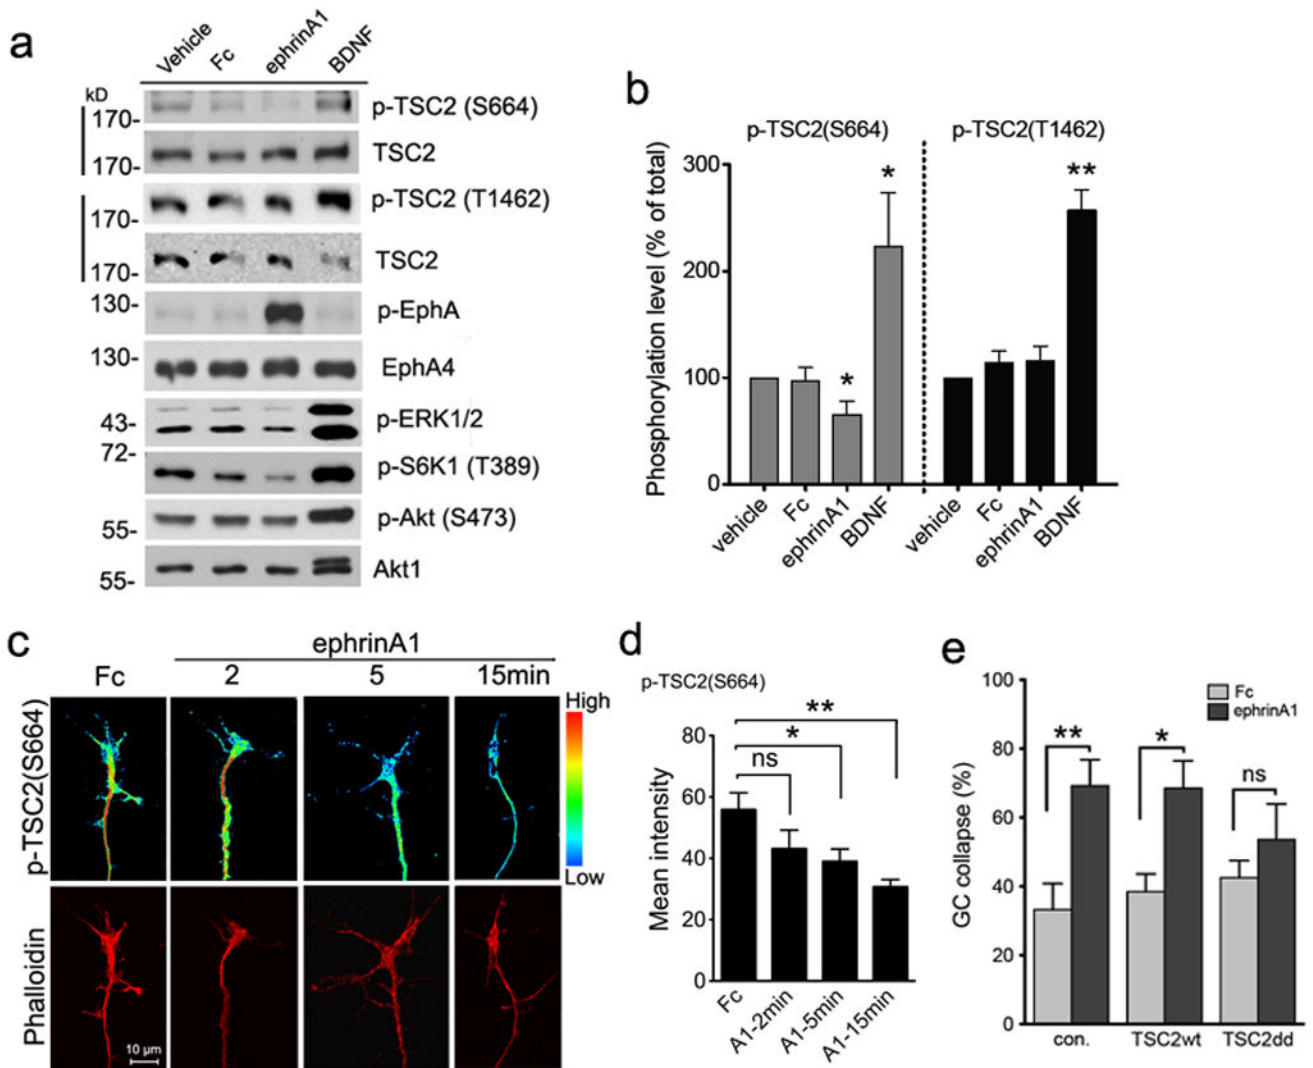 a
Vehicle
Fc
ephrinA1
BDNF
kD
170-
p-TSC2 (S664)
170-
TSC2
170-
p-TSC2 (T1462)
170-
TSC2
130-
p-EphA
130-
EphA4
43-
p-ERK1/2
72-
p-S6K1 (T389)
55-
p-Akt (S473)
55-
Akt1
b
p-TSC2(S664)
p-TSC2(T1462)
Phosphorylation level (% of total)
300
200
100
0
*
*
**
vehicle
Fc
ephrinA1
BDNF
vehicle
Fc
ephrinA1
BDNF
c
ephrinA1
Fc
2
5
15min
p-TSC2(S664)
High
Low
Phalloidin
10 µm
d
p-TSC2(S664)
Mean intensity
80
60
40
20
0
**
*
ns
Fc
A1-2min
A1-5min
A1-15min
e
Fc
ephrinA1
GC collapse (%)
100
80
60
40
20
0
**
*
ns
con.
TSC2wt
TSC2dd